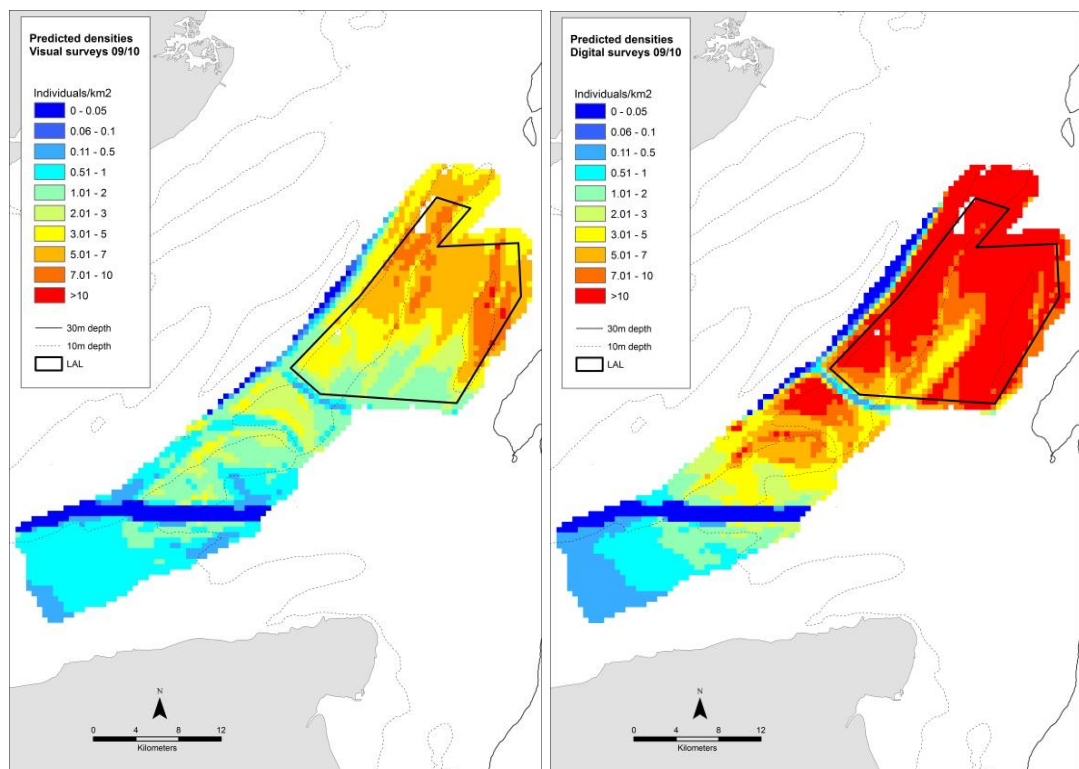 Predicted densities
Visual surveys 09/10
Individuals/km2
0 - 0.05
0.06 - 0.1
0.11 - 0.5
0.51 - 1
1.01 - 2
2.01 - 3
3.01 - 5
5.01 - 7
7.01 - 10
>10
30m depth
10m depth
LAL
N
0 4 8 12
Kilometers
Predicted densities
Digital surveys 09/10
Individuals/km2
0 - 0.05
0.06 - 0.1
0.11 - 0.5
0.51 - 1
1.01 - 2
2.01 - 3
3.01 - 5
5.01 - 7
7.01 - 10
>10
30m depth
10m depth
LAL
N
0 4 8 12
Kilometers